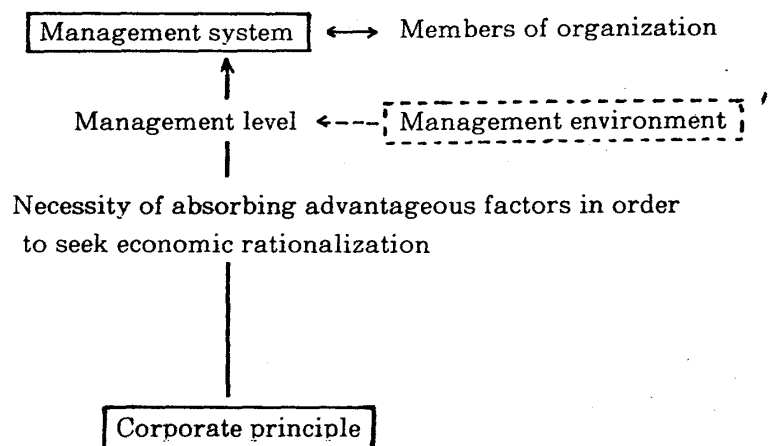 Management system Members of organization
Management level Management environment
Necessity of absorbing advantageous factors in order
to seek economic rationalization
Corporate principle